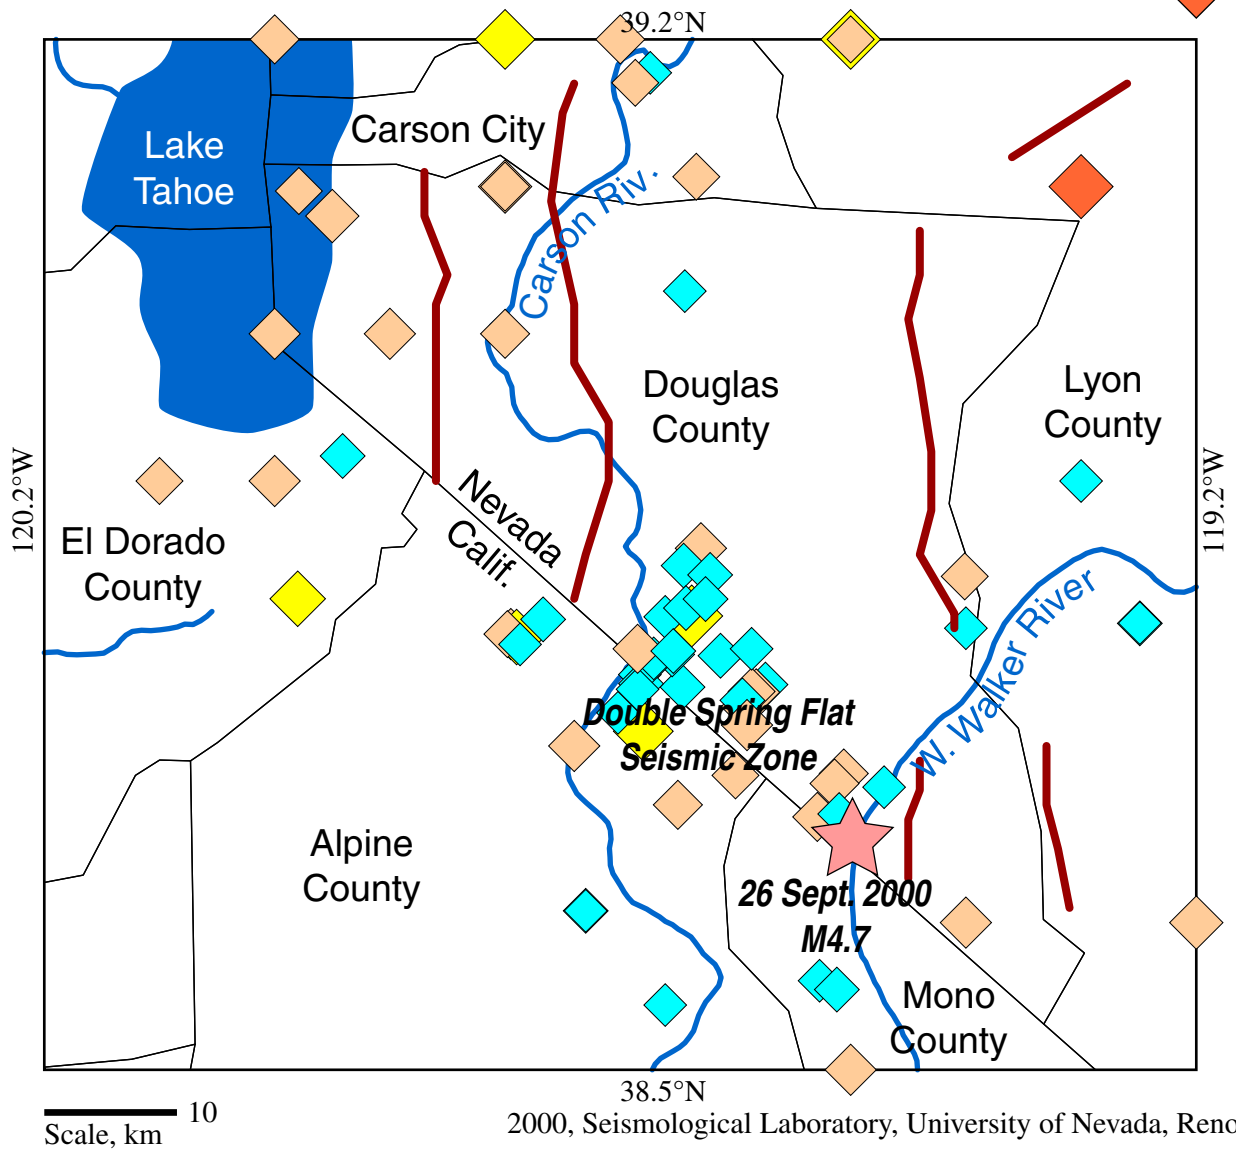 39.2°N
Carson City
Lake
Tahoe
Carson Riv.
Douglas
County
Lyon
County
120.2°W
119.2°W
Nevada
Calif.
El Dorado
County
W. Walker River
Double Spring Flat
Seismic Zone
Alpine
County
26 Sept. 2000
M4.7
Mono
County
38.5°N
10
Scale, km
2000, Seismological Laboratory, University of Nevada, Reno